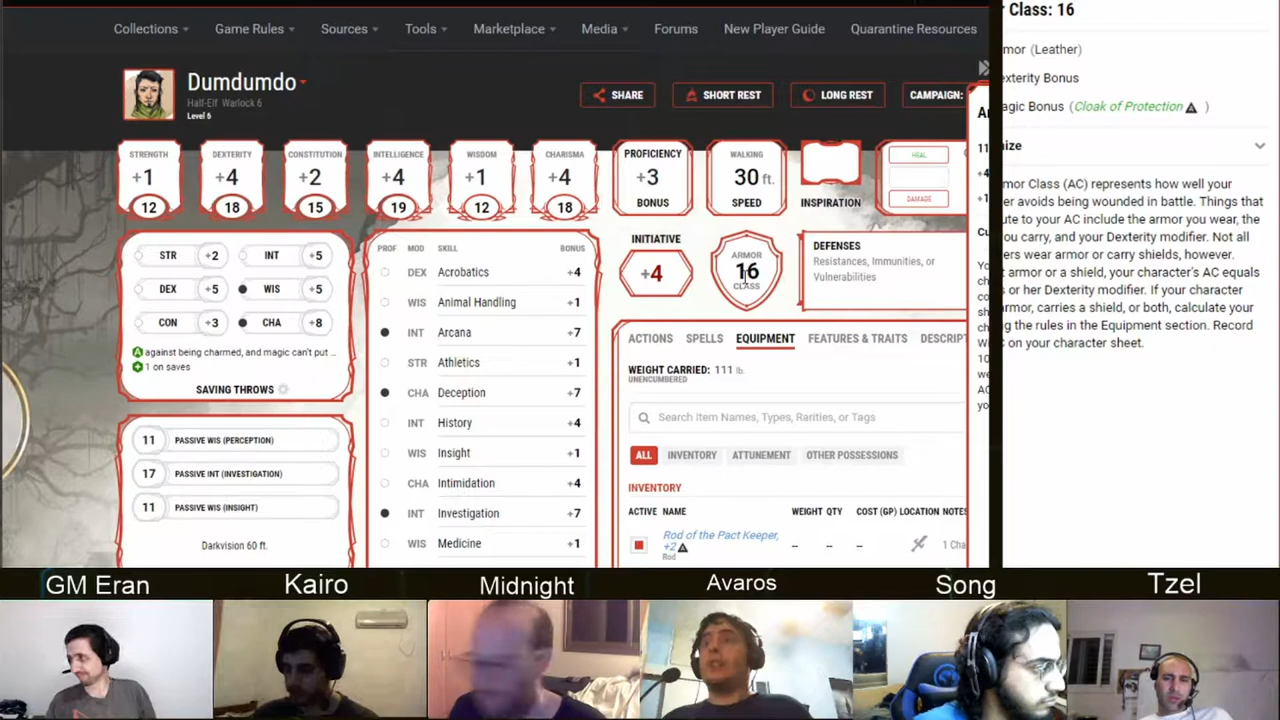 Collections Game Rules Sources Tools Marketplace Media Forums New Player Guide Quarantine Resources
Dumdumdo
Half-Elf Warlock 6
Level 6
SHARE SHORT REST LONG REST CAMPAIGN:
STRENGTH
+1
12
DEXTERITY
+4
18
CONSTITUTION
+2
15
INTELLIGENCE
+4
19
WISDOM
+1
12
CHARISMA
+4
18
PROFICIENCY
+3
BONUS
WALKING
30 ft.
SPEED
INSPIRATION
HEAL
DAMAGE
STR +2 INT +5
DEX +5 WIS +5
CON +3 CHA +8
against being charmed, and magic can't put ...
1 on saves
SAVING THROWS
11 PASSIVE WIS (PERCEPTION)
17 PASSIVE INT (INVESTIGATION)
11 PASSIVE WIS (INSIGHT)
Darkvision 60 ft.
PROF MOD SKILL BONUS
DEX Acrobatics +4
WIS Animal Handling +1
INT Arcana +7
STR Athletics +1
CHA Deception +7
INT History +4
WIS Insight +1
CHA Intimidation +4
INT Investigation +7
WIS Medicine +1
INITIATIVE
+4
ARMOR
16
CLASS
DEFENSES
Resistances, Immunities, or
Vulnerabilities
ACTIONS SPELLS EQUIPMENT FEATURES & TRAITS DESCRIPT
WEIGHT CARRIED: 111 lb.
UNENCUMBERED
Search Item Names, Types, Rarities, or Tags
ALL INVENTORY ATTUNEMENT OTHER POSSESSIONS
INVENTORY
ACTIVE NAME WEIGHT QTY COST (GP) LOCATION NOTES
Rod of the Pact Keeper, -- -- -- 1 Cha
+2
Rod
r Class: 16
mor (Leather)
exterity Bonus
agic Bonus (Cloak of Protection )
ize
mor Class (AC) represents how well your
er avoids being wounded in battle. Things that
ute to your AC include the armor you wear, the
ou carry, and your Dexterity modifier. Not all
ers wear armor or carry shields, however.
t armor or a shield, your character's AC equals
s or her Dexterity modifier. If your character
rmor, carries a shield, or both, calculate your
g the rules in the Equipment section. Record
C on your character sheet.
GM Eran Kairo Midnight Avaros Song Tzel